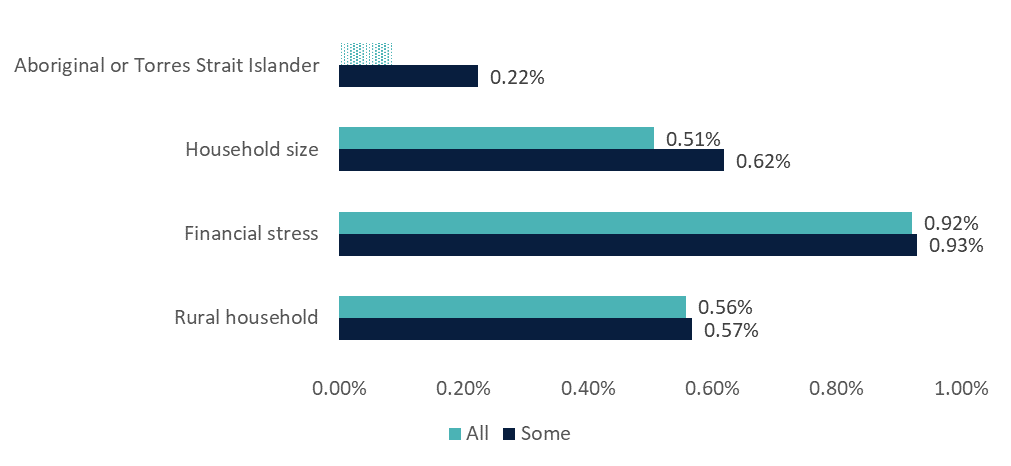 Aboriginal or Torres Strait Islander
0.22%
Household size
0.51%
0.62%
Financial stress
0.92%
0.93%
Rural household
0.56%
0.57%
0.00% 0.20% 0.40% 0.60% 0.80% 1.00%
All Some